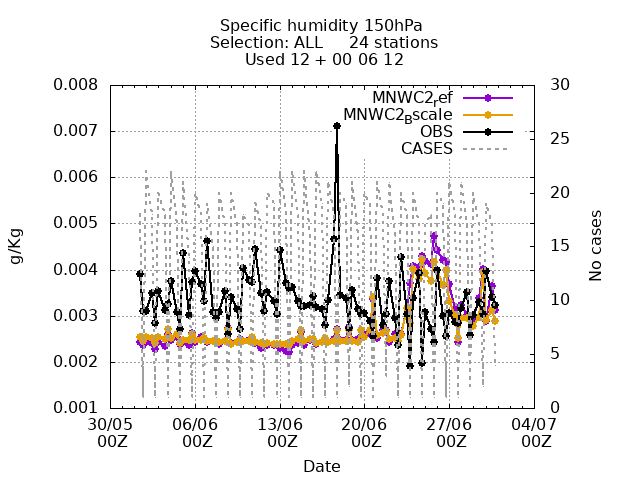 Specific humidity 150hPa
Selection: ALL 24 stations
Used 12 + 00 06 12
MNWC2ref
MNWC2Bscale
OBS
CASES
g/Kg
0.008
0.007
0.006
0.005
0.004
0.003
0.002
0.001
30
25
20
15
10
5
0
No cases
30/05 06/06 13/06 20/06 27/06 04/07
00Z 00Z 00Z 00Z 00Z 00Z
Date